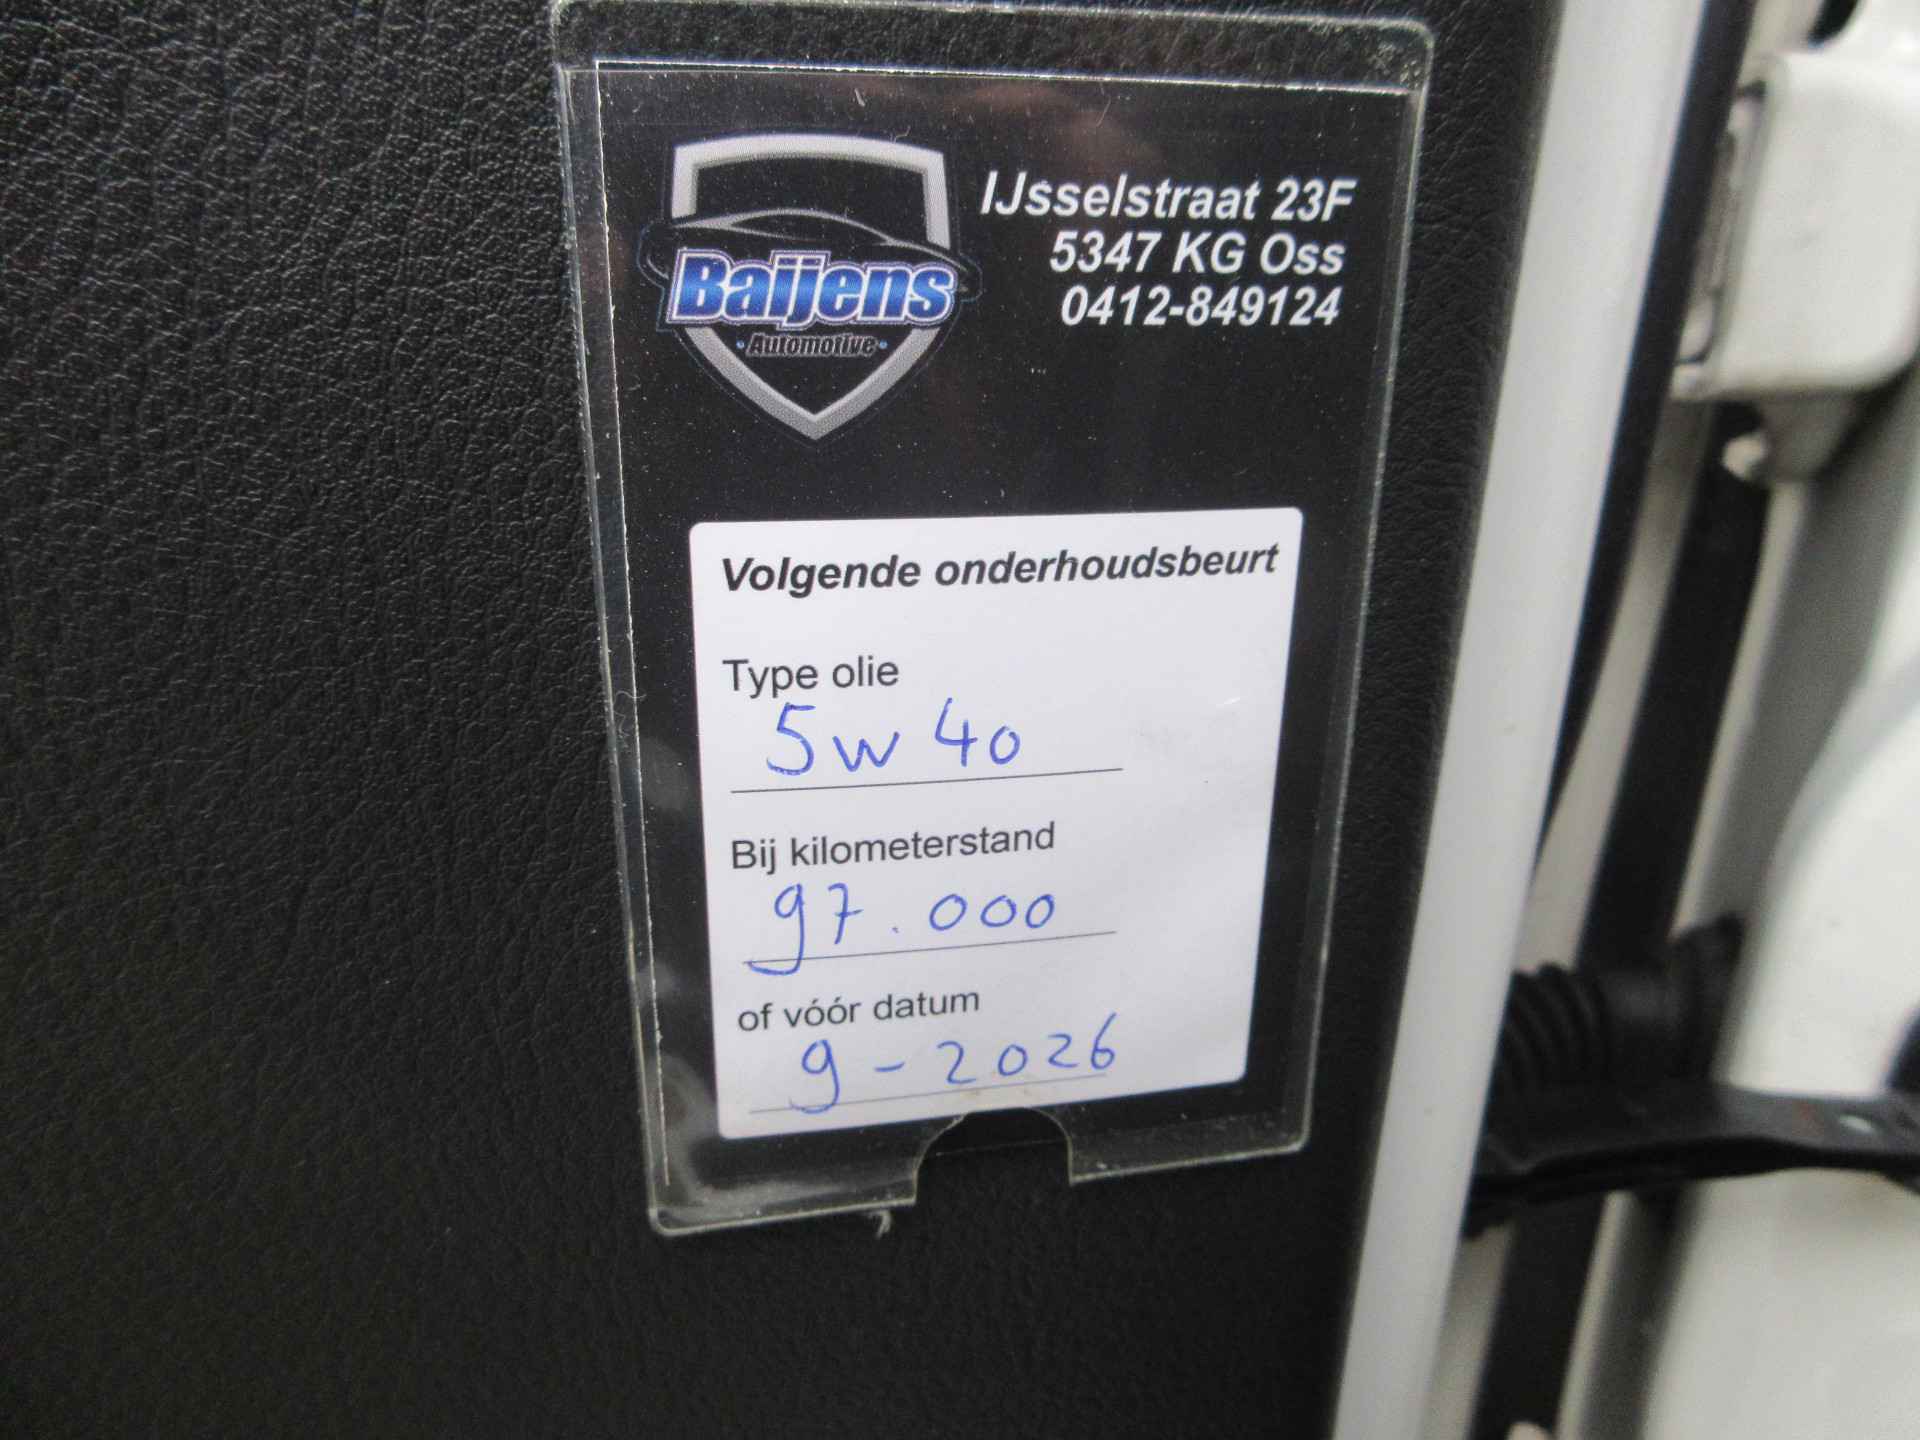 Baijens
• Automotive •
IJsselstraat 23F
5347 KG Oss
0412-849124
Volgende onderhoudsbeurt
Type olie
5w40
Bij kilometerstand
97.000
of vóór datum
9-2026